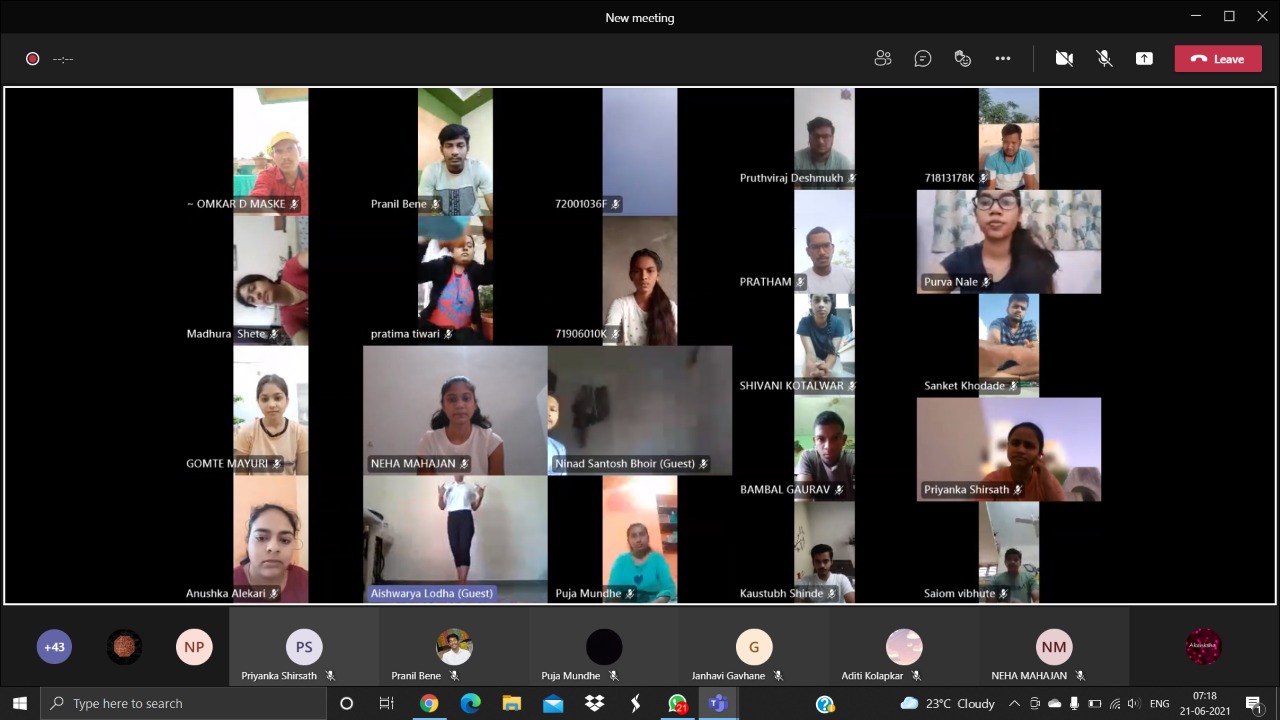 New meeting
--:--
Leave
~ OMKAR D MASKE
Pranil Bene
72001036F
Pruthviraj Deshmukh
71813178K
Madhura Shete
pratima tiwari
71906010K
PRATHAM
Purva Nale
SHIVANI KOTALWAR
Sanket Khodade
GOMTE MAYURI
NEHA MAHAJAN
Ninad Santosh Bhoir (Guest)
BAMBAL GAURAV
Priyanka Shirsath
Anushka Alekari
Aishwarya Lodha (Guest)
Puja Mundhe
Kaustubh Shinde
Saiom vibhute
+43
NP
PS
G
NM
Akanksha
Priyanka Shirsath
Pranil Bene
Puja Mundhe
Janhavi Gavhane
Aditi Kolapkar
NEHA MAHAJAN
Type here to search
21
23°C Cloudy
ENG
07:18
21-06-2021
1